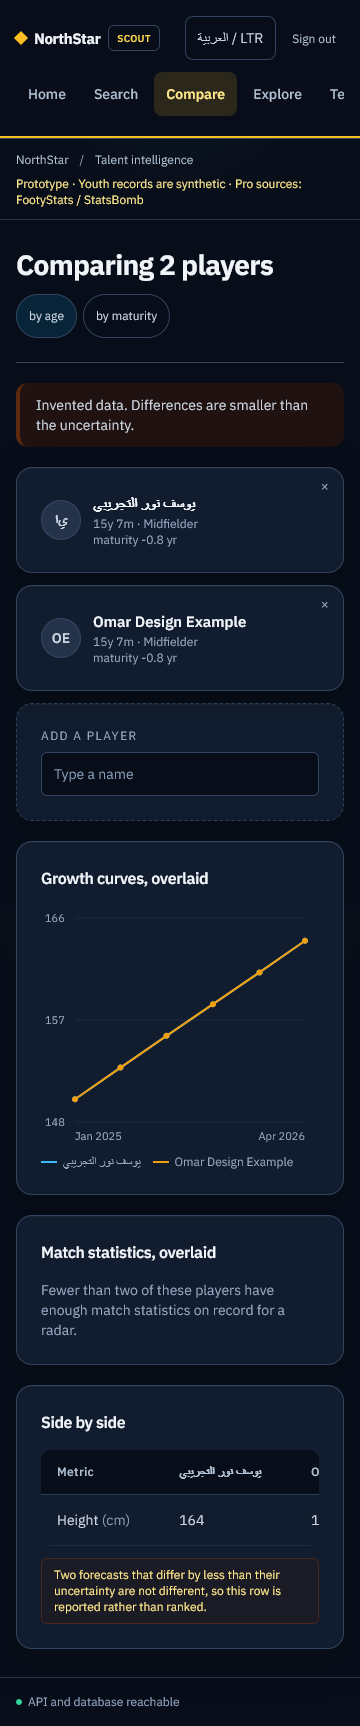 NorthStar
SCOUT
العربية / LTR
Sign out
Home
Search
Compare
Explore
Te
NorthStar / Talent intelligence
Prototype · Youth records are synthetic · Pro sources:
FootyStats / StatsBomb
Comparing 2 players
by age
by maturity
Invented data. Differences are smaller than
the uncertainty.
×
يا
يوسف نور التجريبي
15y 7m · Midfielder
maturity -0.8 yr
×
OE
Omar Design Example
15y 7m · Midfielder
maturity -0.8 yr
ADD A PLAYER
Type a name
Growth curves, overlaid
166
157
148
Jan 2025
Apr 2026
يوسف نور التجريبي
Omar Design Example
Match statistics, overlaid
Fewer than two of these players have
enough match statistics on record for a
radar.
Side by side
Metric
يوسف نور التجريبي
O
Height (cm)
164
1
Two forecasts that differ by less than their
uncertainty are not different, so this row is
reported rather than ranked.
API and database reachable